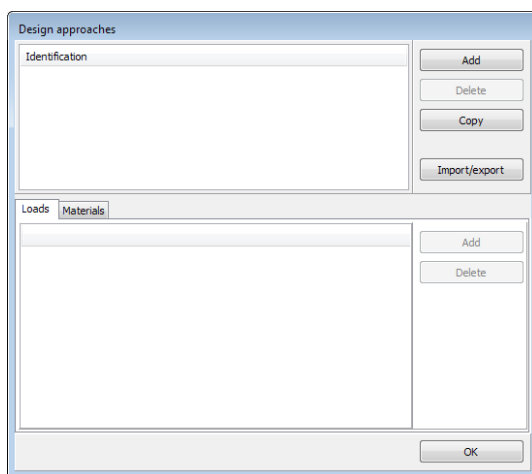 Design approaches
Identification
Add
Delete
Copy
Import/export
Loads Materials
Add
Delete
OK